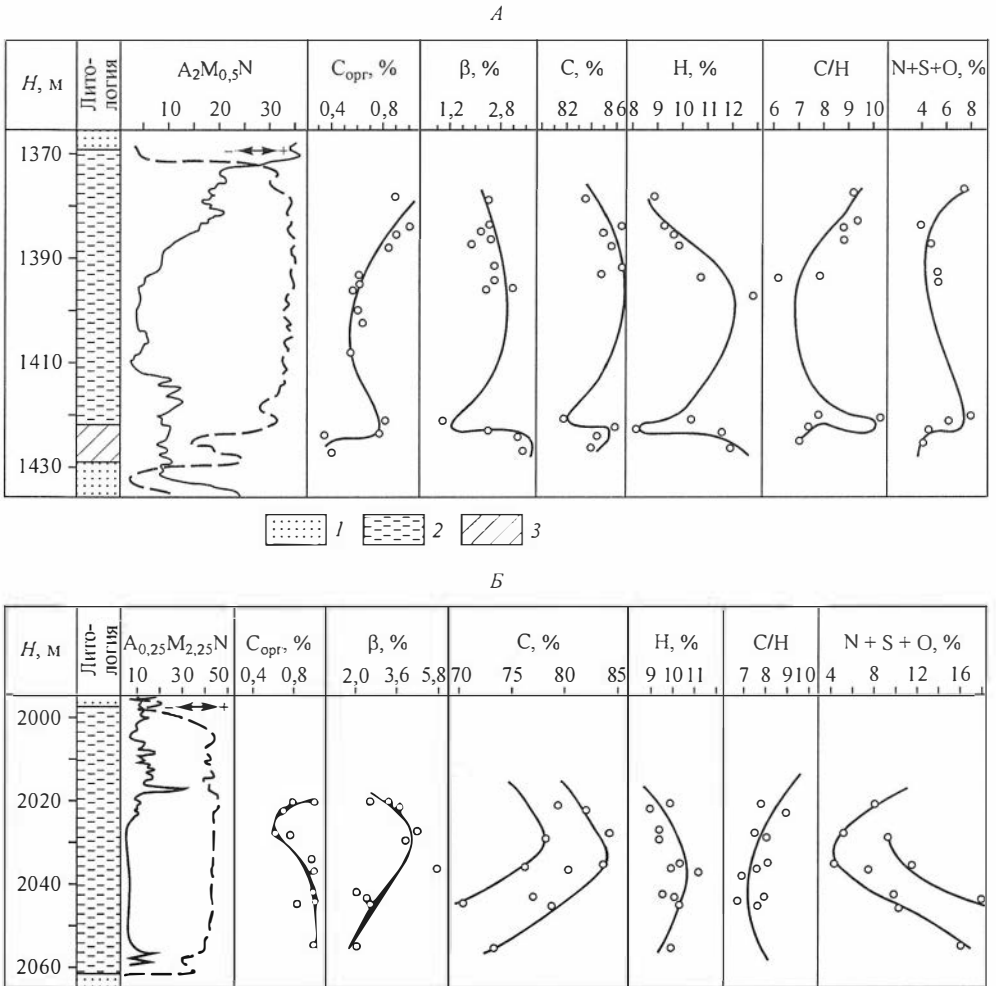 А
H, м
Лито-
логия
A₂M₀,₅N
Cорг, %
β, %
C, %
H, %
C/H
N+S+O, %
10 30
0,4 0,8
1,2 2,8
82 86
8 9 10 12
6 7 8 9 10
4 6 8
- +
1370
1390
1410
1430
1 2 3
Б
H, м
Лито-
логия
A₀,₂₅M₂,₂₅N
Cорг, %
β, %
C, %
H, %
C/H
N + S + O, %
10 30 50
0,4 0,8
2,0 3,6 5,8
70 75 80 85
9 10 11
7 8 9 10
4 8 12 16
- +
2000
2020
2040
2060